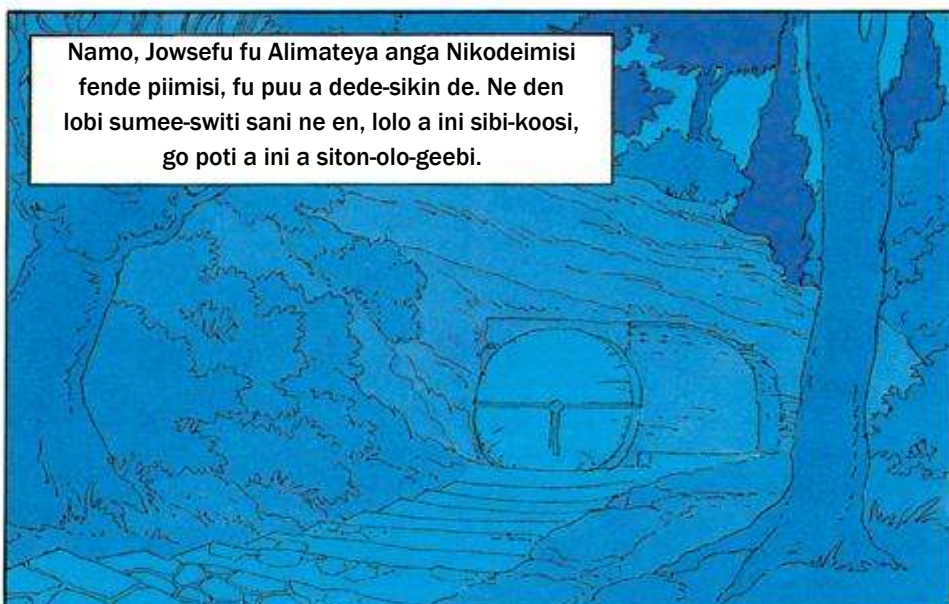 Namo, Jowsefu fu Alimateya anga Nikodeimisi
fende piimisi, fu puu a dede-sikin de. Ne den
lobi sumee-switi sani ne en, lolo a ini sibi-koosi,
go poti a ini a siton-olo-geebi.